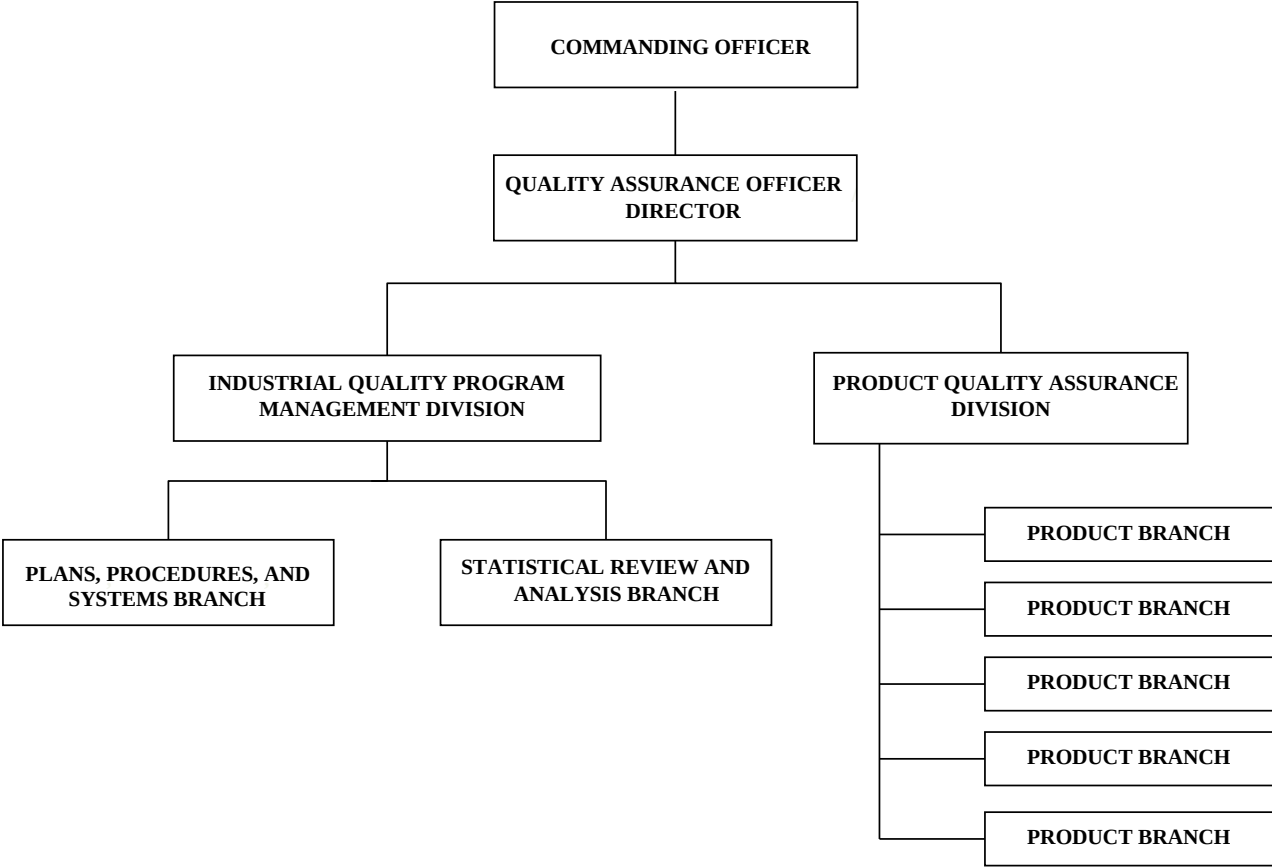 COMMANDING OFFICER
QUALITY ASSURANCE OFFICER
DIRECTOR
INDUSTRIAL QUALITY PROGRAM
MANAGEMENT DIVISION
PRODUCT QUALITY ASSURANCE
DIVISION
PLANS, PROCEDURES, AND
SYSTEMS BRANCH
STATISTICAL REVIEW AND
ANALYSIS BRANCH
PRODUCT BRANCH
PRODUCT BRANCH
PRODUCT BRANCH
PRODUCT BRANCH
PRODUCT BRANCH